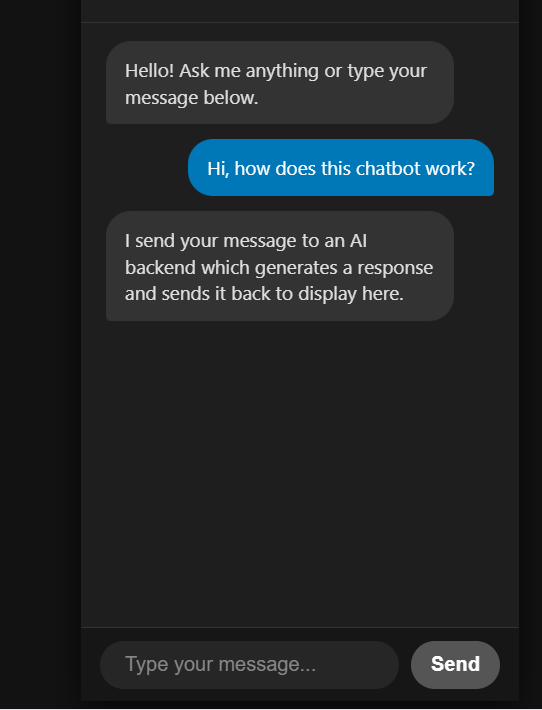 Hello! Ask me anything or type your
message below.
Hi, how does this chatbot work?
I send your message to an AI
backend which generates a response
and sends it back to display here.
Type your message...
Send